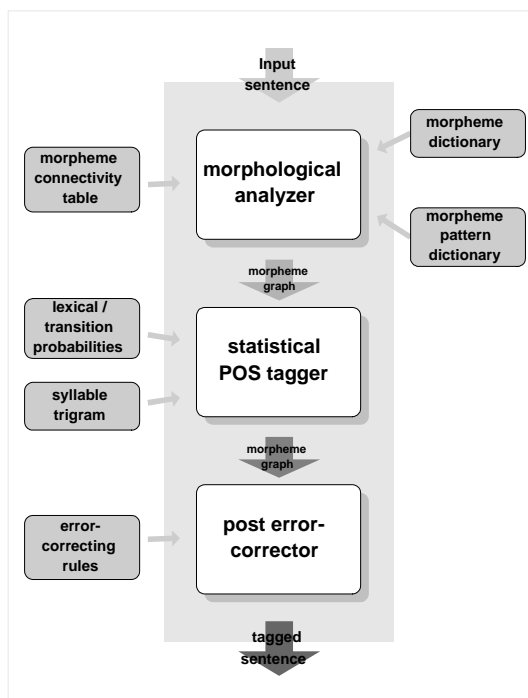 Input
sentence
morpheme
dictionary
morpheme
connectivity
table
morphological
analyzer
morpheme
pattern
dictionary
morpheme
graph
lexical /
transition
probabilities
statistical
POS tagger
syllable
trigram
morpheme
graph
error-
correcting
rules
post error-
corrector
tagged
sentence